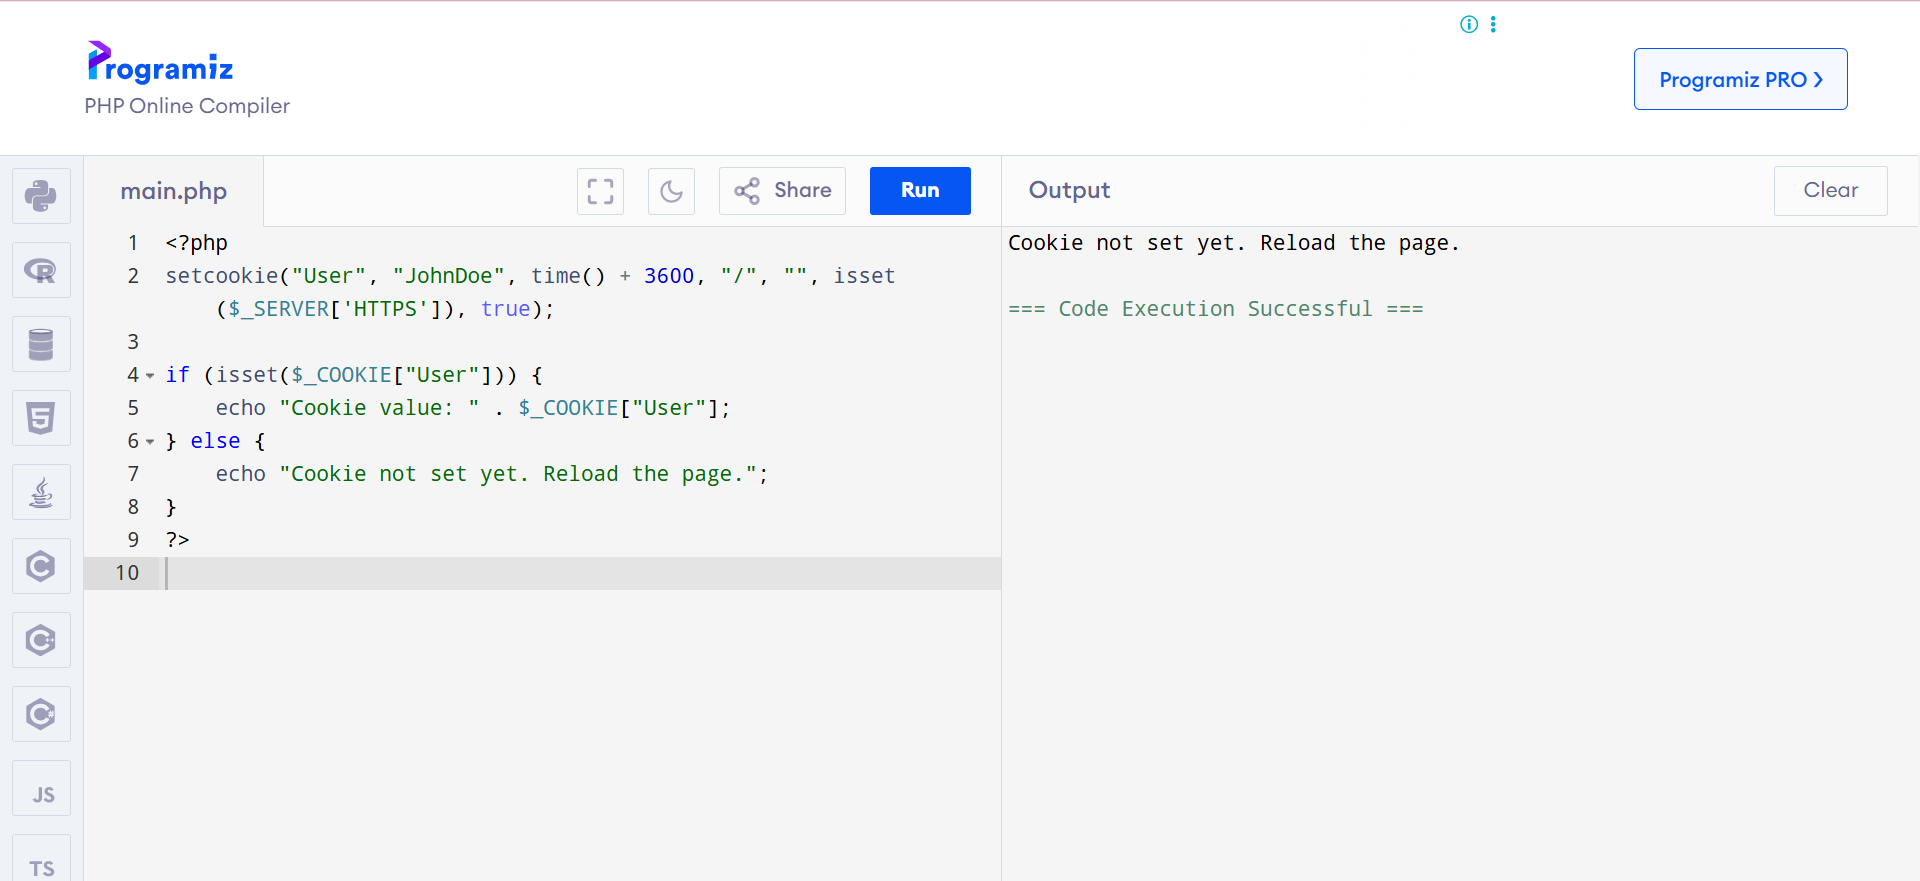 Programiz
PHP Online Compiler
Programiz PRO ❯
main.php
Share
Run
Output
Clear
1 <?php
2 setcookie("User", "JohnDoe", time() + 3600, "/", "", isset
($_SERVER['HTTPS']), true);
3
4 if (isset($_COOKIE["User"])) {
5 echo "Cookie value: " . $_COOKIE["User"];
6 } else {
7 echo "Cookie not set yet. Reload the page.";
8 }
9 ?>
10
Cookie not set yet. Reload the page.
=== Code Execution Successful ===
R
5
C
C++
C#
JS
TS